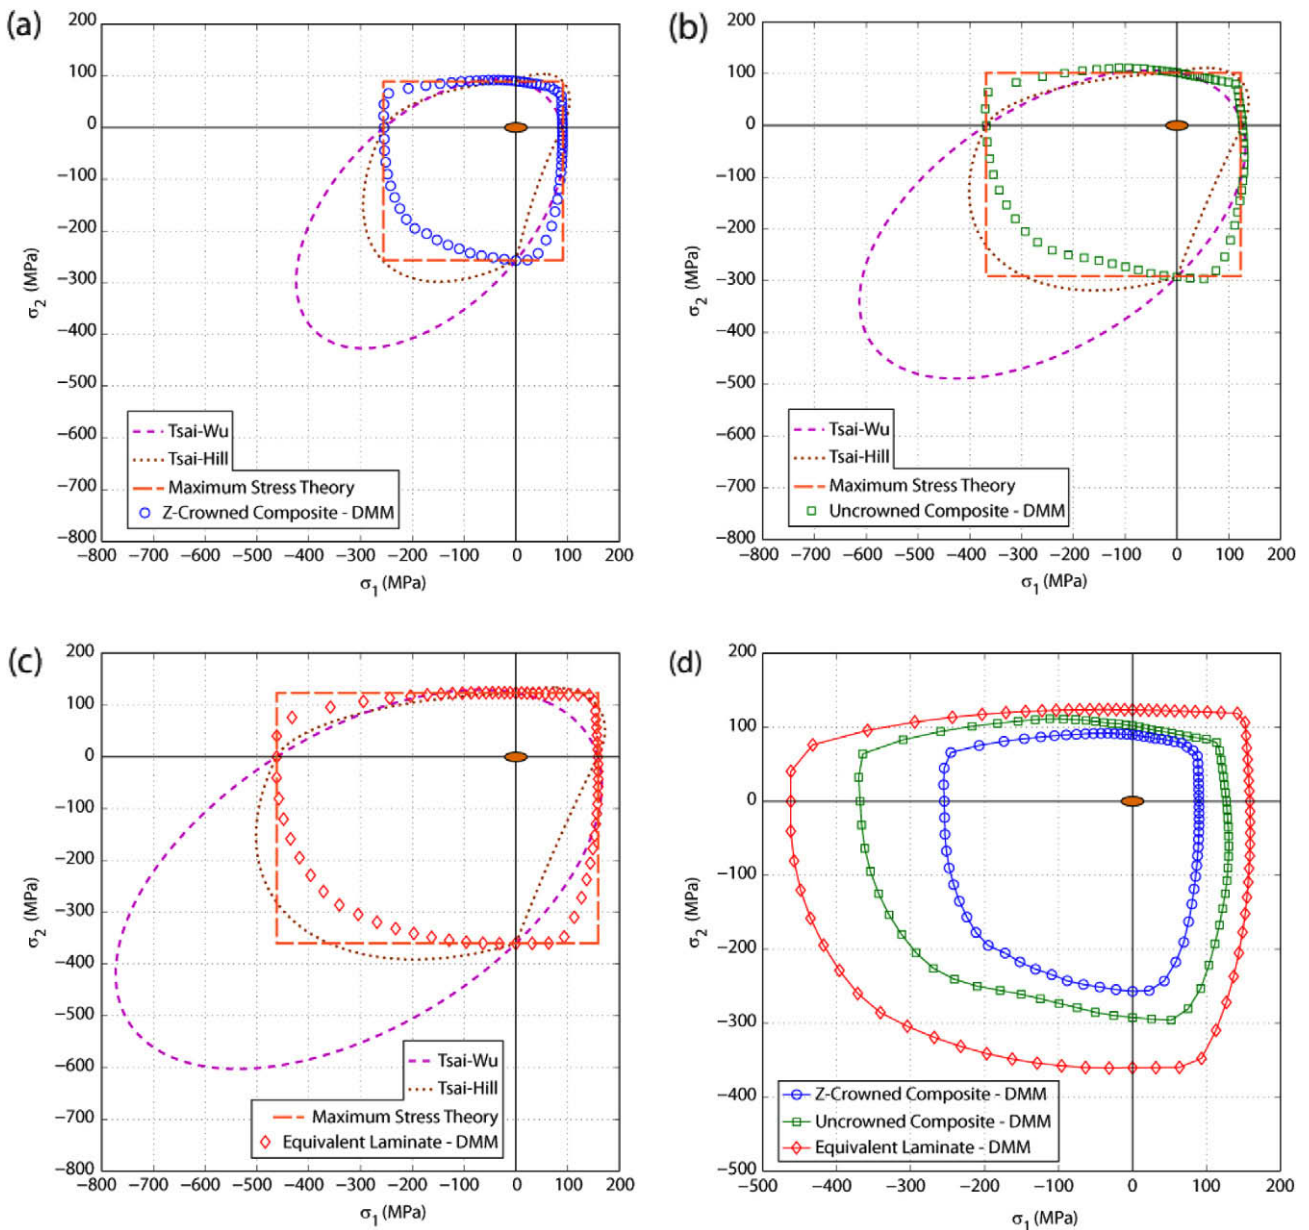 (a)
200
100
0
−100
−200
−300
−400
−500
−600
−700
−800
σ2 (MPa)
Tsai-Wu
Tsai-Hill
Maximum Stress Theory
Z-Crowned Composite - DMM
−800 −700 −600 −500 −400 −300 −200 −100 0 100 200
σ1 (MPa)
(b)
200
100
0
−100
−200
−300
−400
−500
−600
−700
−800
σ2 (MPa)
Tsai-Wu
Tsai-Hill
Maximum Stress Theory
Uncrowned Composite - DMM
−800 −700 −600 −500 −400 −300 −200 −100 0 100 200
σ1 (MPa)
(c)
200
100
0
−100
−200
−300
−400
−500
−600
−700
−800
σ2 (MPa)
Tsai-Wu
Tsai-Hill
Maximum Stress Theory
Equivalent Laminate - DMM
−800 −700 −600 −500 −400 −300 −200 −100 0 100 200
σ1 (MPa)
(d)
200
100
0
−100
−200
−300
−400
−500
σ2 (MPa)
Z-Crowned Composite - DMM
Uncrowned Composite - DMM
Equivalent Laminate - DMM
−500 −400 −300 −200 −100 0 100 200
σ1 (MPa)